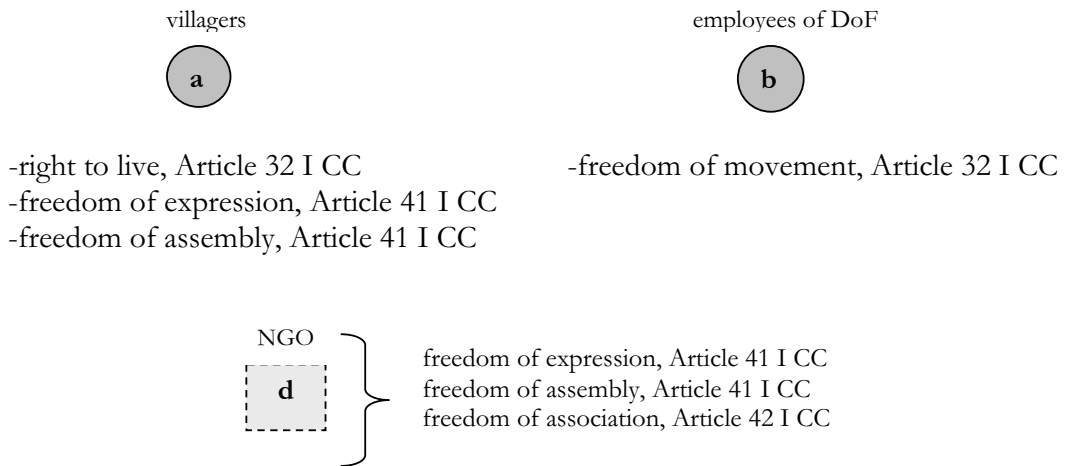 villagers
employees of DoF
a
b
-right to live, Article 32 I CC
-freedom of movement, Article 32 I CC
-freedom of expression, Article 41 I CC
-freedom of assembly, Article 41 I CC
NGO
d
freedom of expression, Article 41 I CC
freedom of assembly, Article 41 I CC
freedom of association, Article 42 I CC